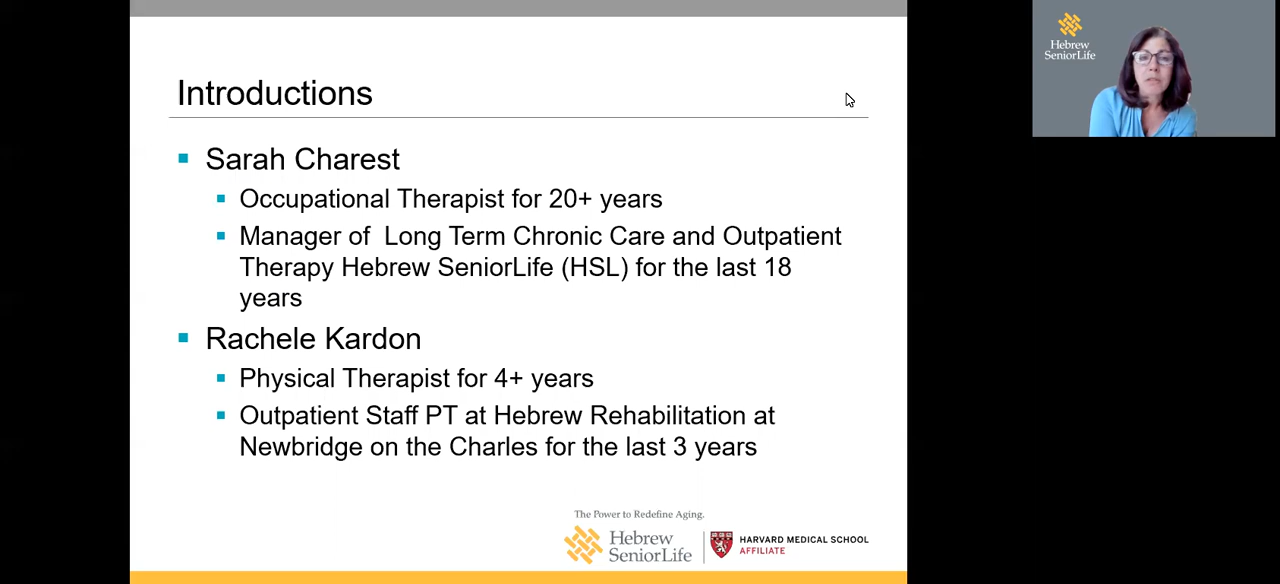 Introductions
Sarah Charest
Occupational Therapist for 20+ years
Manager of  Long Term Chronic Care and Outpatient
Therapy Hebrew SeniorLife (HSL) for the last 18
years
Rachele Kardon
Physical Therapist for 4+ years
Outpatient Staff PT at Hebrew Rehabilitation at
Newbridge on the Charles for the last 3 years
The Power to Redefine Aging.
Hebrew
SeniorLife
HARVARD MEDICAL SCHOOL
AFFILIATE
Hebrew
SeniorLife